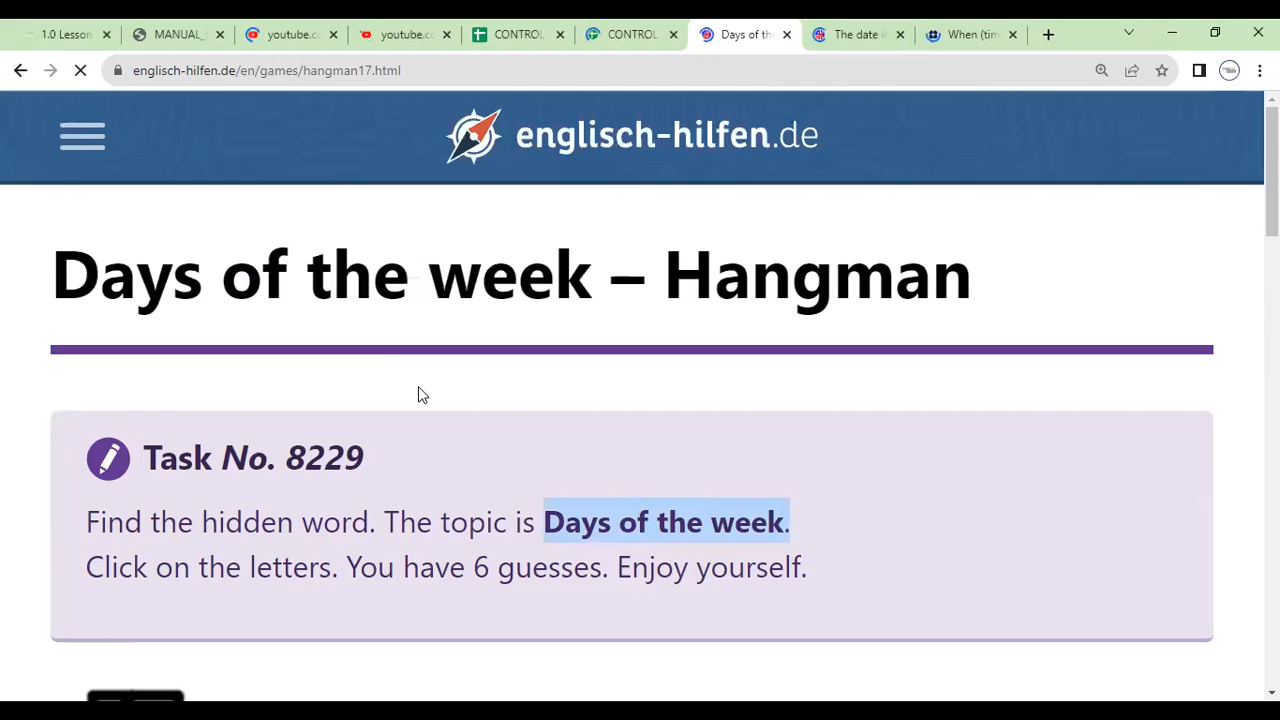 1.0 Lesson
MANUAL_
youtube.co
youtube.co
CONTROL
CONTROL
Days of th
The date i
When (tim
englisch-hilfen.de/en/games/hangman17.html
englisch-hilfen.de
Days of the week – Hangman
Task No. 8229
Find the hidden word. The topic is Days of the week.
Click on the letters. You have 6 guesses. Enjoy yourself.